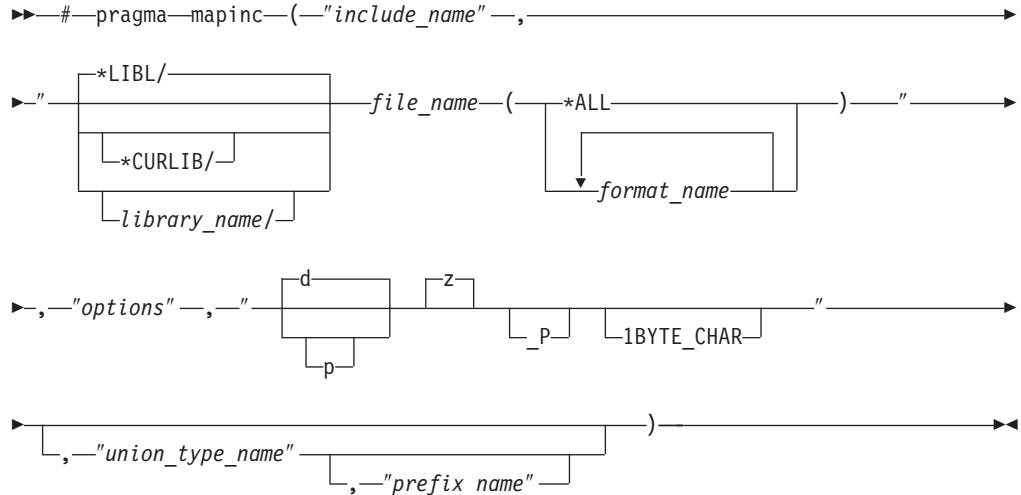 # pragma mapinc ( "include_name" ,
" *LIBL/ file_name ( *ALL ) "
*CURLIB/ format_name
library_name/
, "options" , " d z "
_P 1BYTE_CHAR
p
)
, "union_type_name"
, "prefix name"